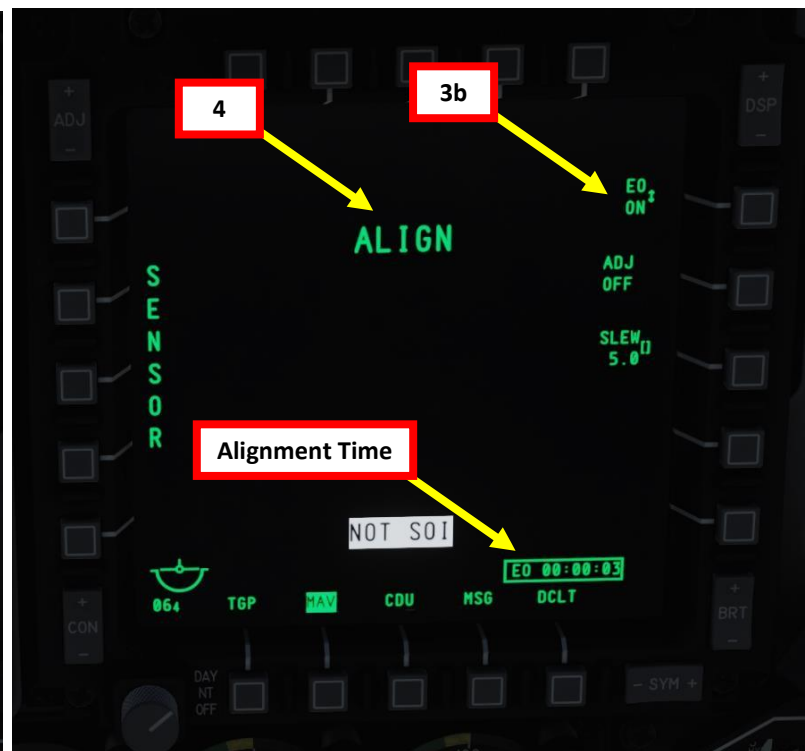 4
3b
+
ADJ
-
+
DSP
-
EO↕
ON
ALIGN
ADJ
OFF
SLEW[]
5.0
S
E
N
S
O
R
Alignment Time
NOT SOI
EO 00:00:03
064
TGP
MAV
CDU
MSG
DCLT
+
CON
-
+
BRT
-
DAY
NT
OFF
- SYM +